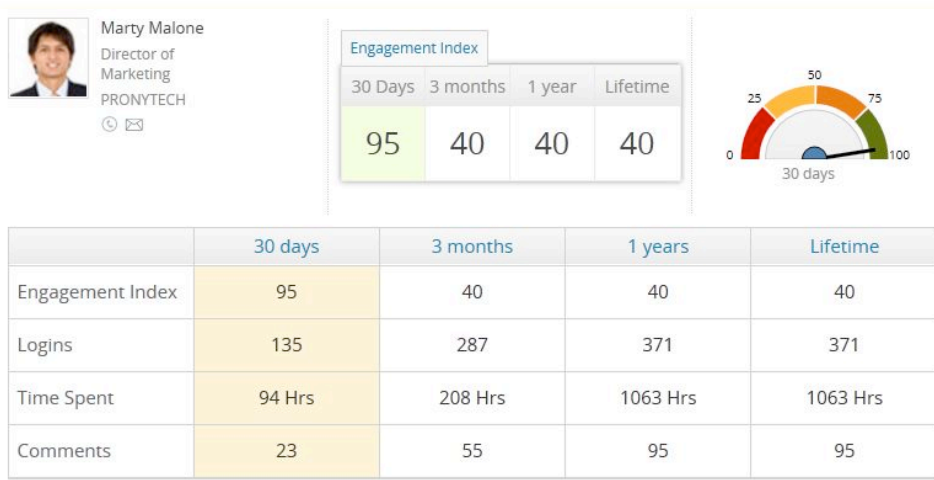 Marty Malone
Director of
Marketing
PRONYTECH
Engagement Index
30 Days 3 months 1 year Lifetime
95 40 40 40
0 25 50 75 100
30 days
30 days 3 months 1 years Lifetime
Engagement Index 95 40 40 40
Logins 135 287 371 371
Time Spent 94 Hrs 208 Hrs 1063 Hrs 1063 Hrs
Comments 23 55 95 95